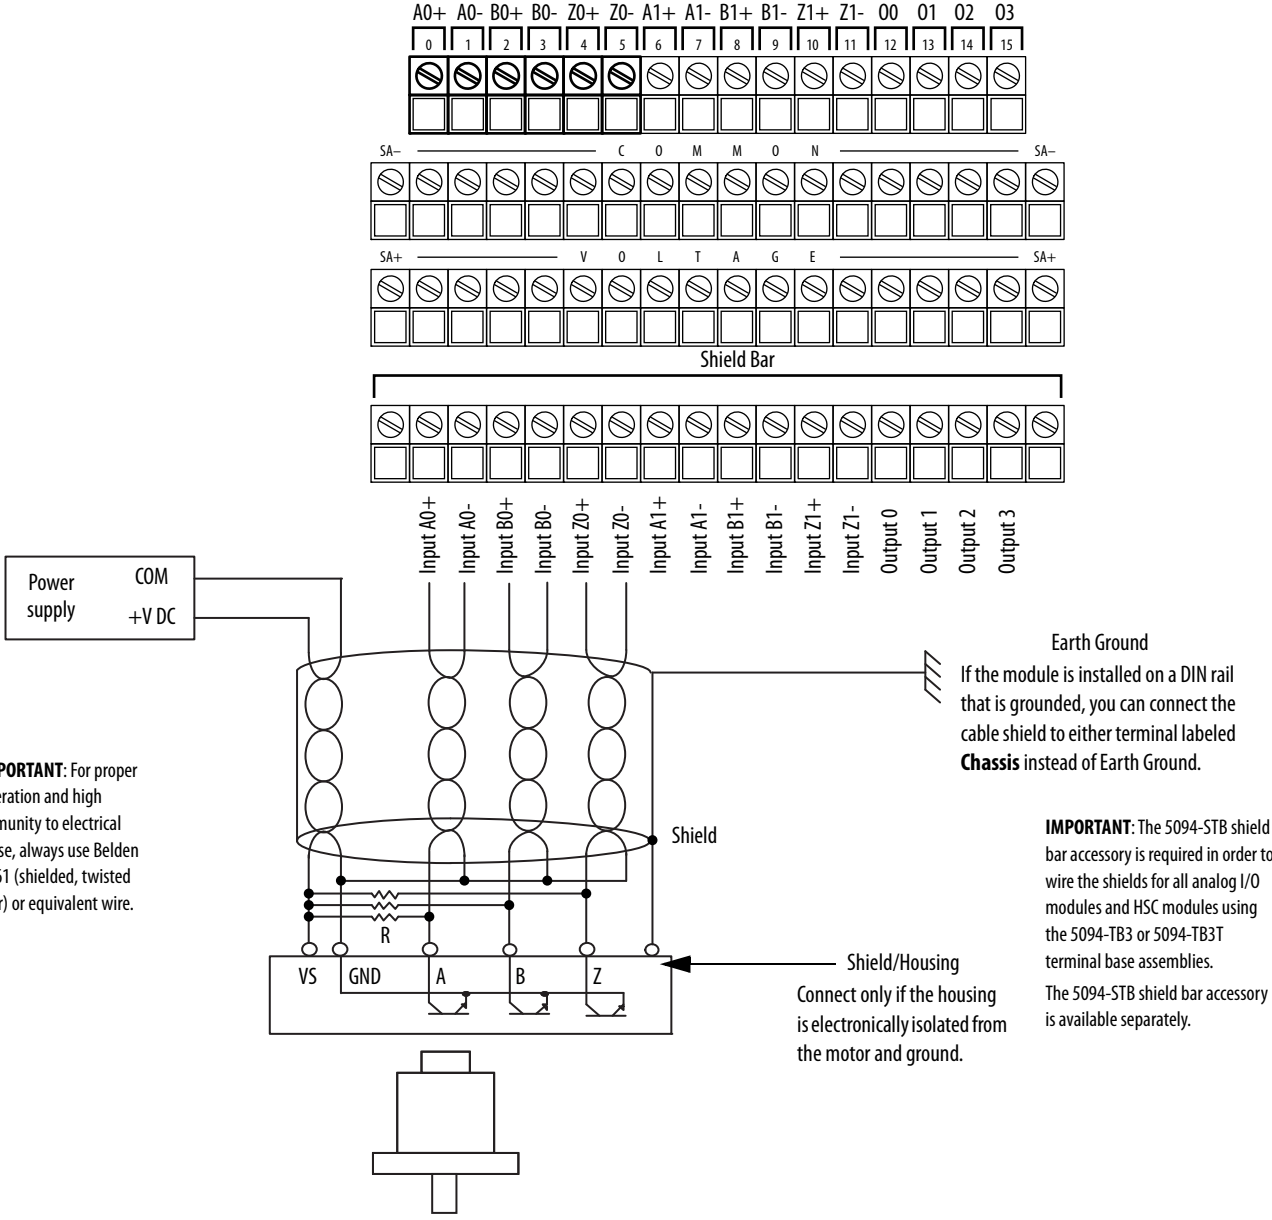 A0+ A0- B0+ B0- Z0+ Z0- A1+ A1- B1+ B1- Z1+ Z1- O0 O1 O2 O3
0 1 2 3 4 5 6 7 8 9 10 11 12 13 14 15
SA– C O M M O N SA–
SA+ V O L T A G E SA+
Shield Bar
Input A0+
Input A0-
Input B0+
Input B0-
Input Z0+
Input Z0-
Input A1+
Input A1-
Input B1+
Input B1-
Input Z1+
Input Z1-
Output 0
Output 1
Output 2
Output 3
Power
supply
COM
+V DC
Earth Ground
If the module is installed on a DIN rail
that is grounded, you can connect the
cable shield to either terminal labeled
Chassis instead of Earth Ground.
PORTANT: For proper
eration and high
munity to electrical
se, always use Belden
61 (shielded, twisted
r) or equivalent wire.
Shield
IMPORTANT: The 5094-STB shield
bar accessory is required in order to
wire the shields for all analog I/O
modules and HSC modules using
the 5094-TB3 or 5094-TB3T
terminal base assemblies.
The 5094-STB shield bar accessory
is available separately.
R
VS GND A B Z
Shield/Housing
Connect only if the housing
is electronically isolated from
the motor and ground.